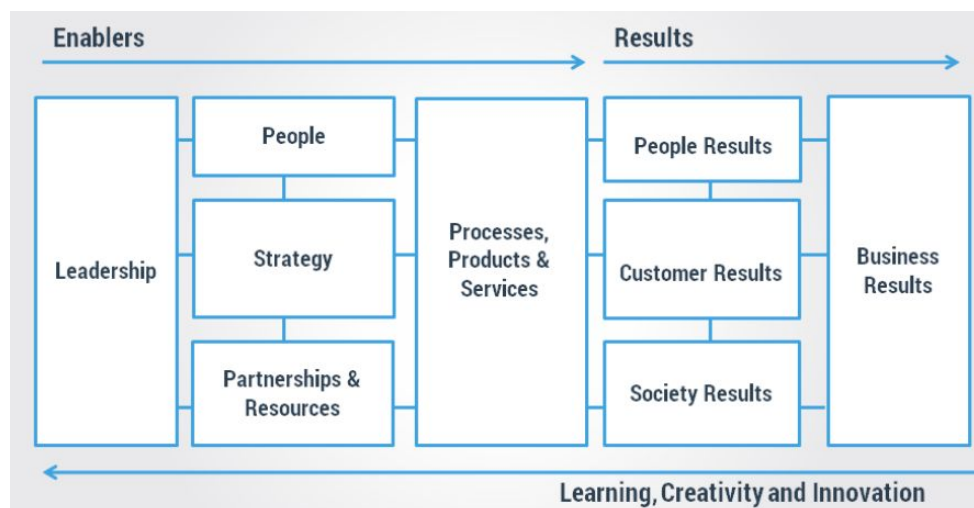 Enablers
Results
Leadership
People
Strategy
Partnerships &
Resources
Processes,
Products &
Services
People Results
Customer Results
Society Results
Business
Results
Learning, Creativity and Innovation